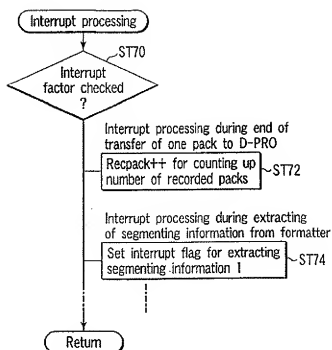 Interrupt processing
ST70
Interrupt
factor checked
?
Interrupt processing during end of
transfer of one pack to D-PRO
Recpack++ for counting up
number of recorded packs
ST72
Interrupt processing during extracting
of segmenting information from formatter
Set interrupt flag for extracting
segmenting information 1
ST74
Return